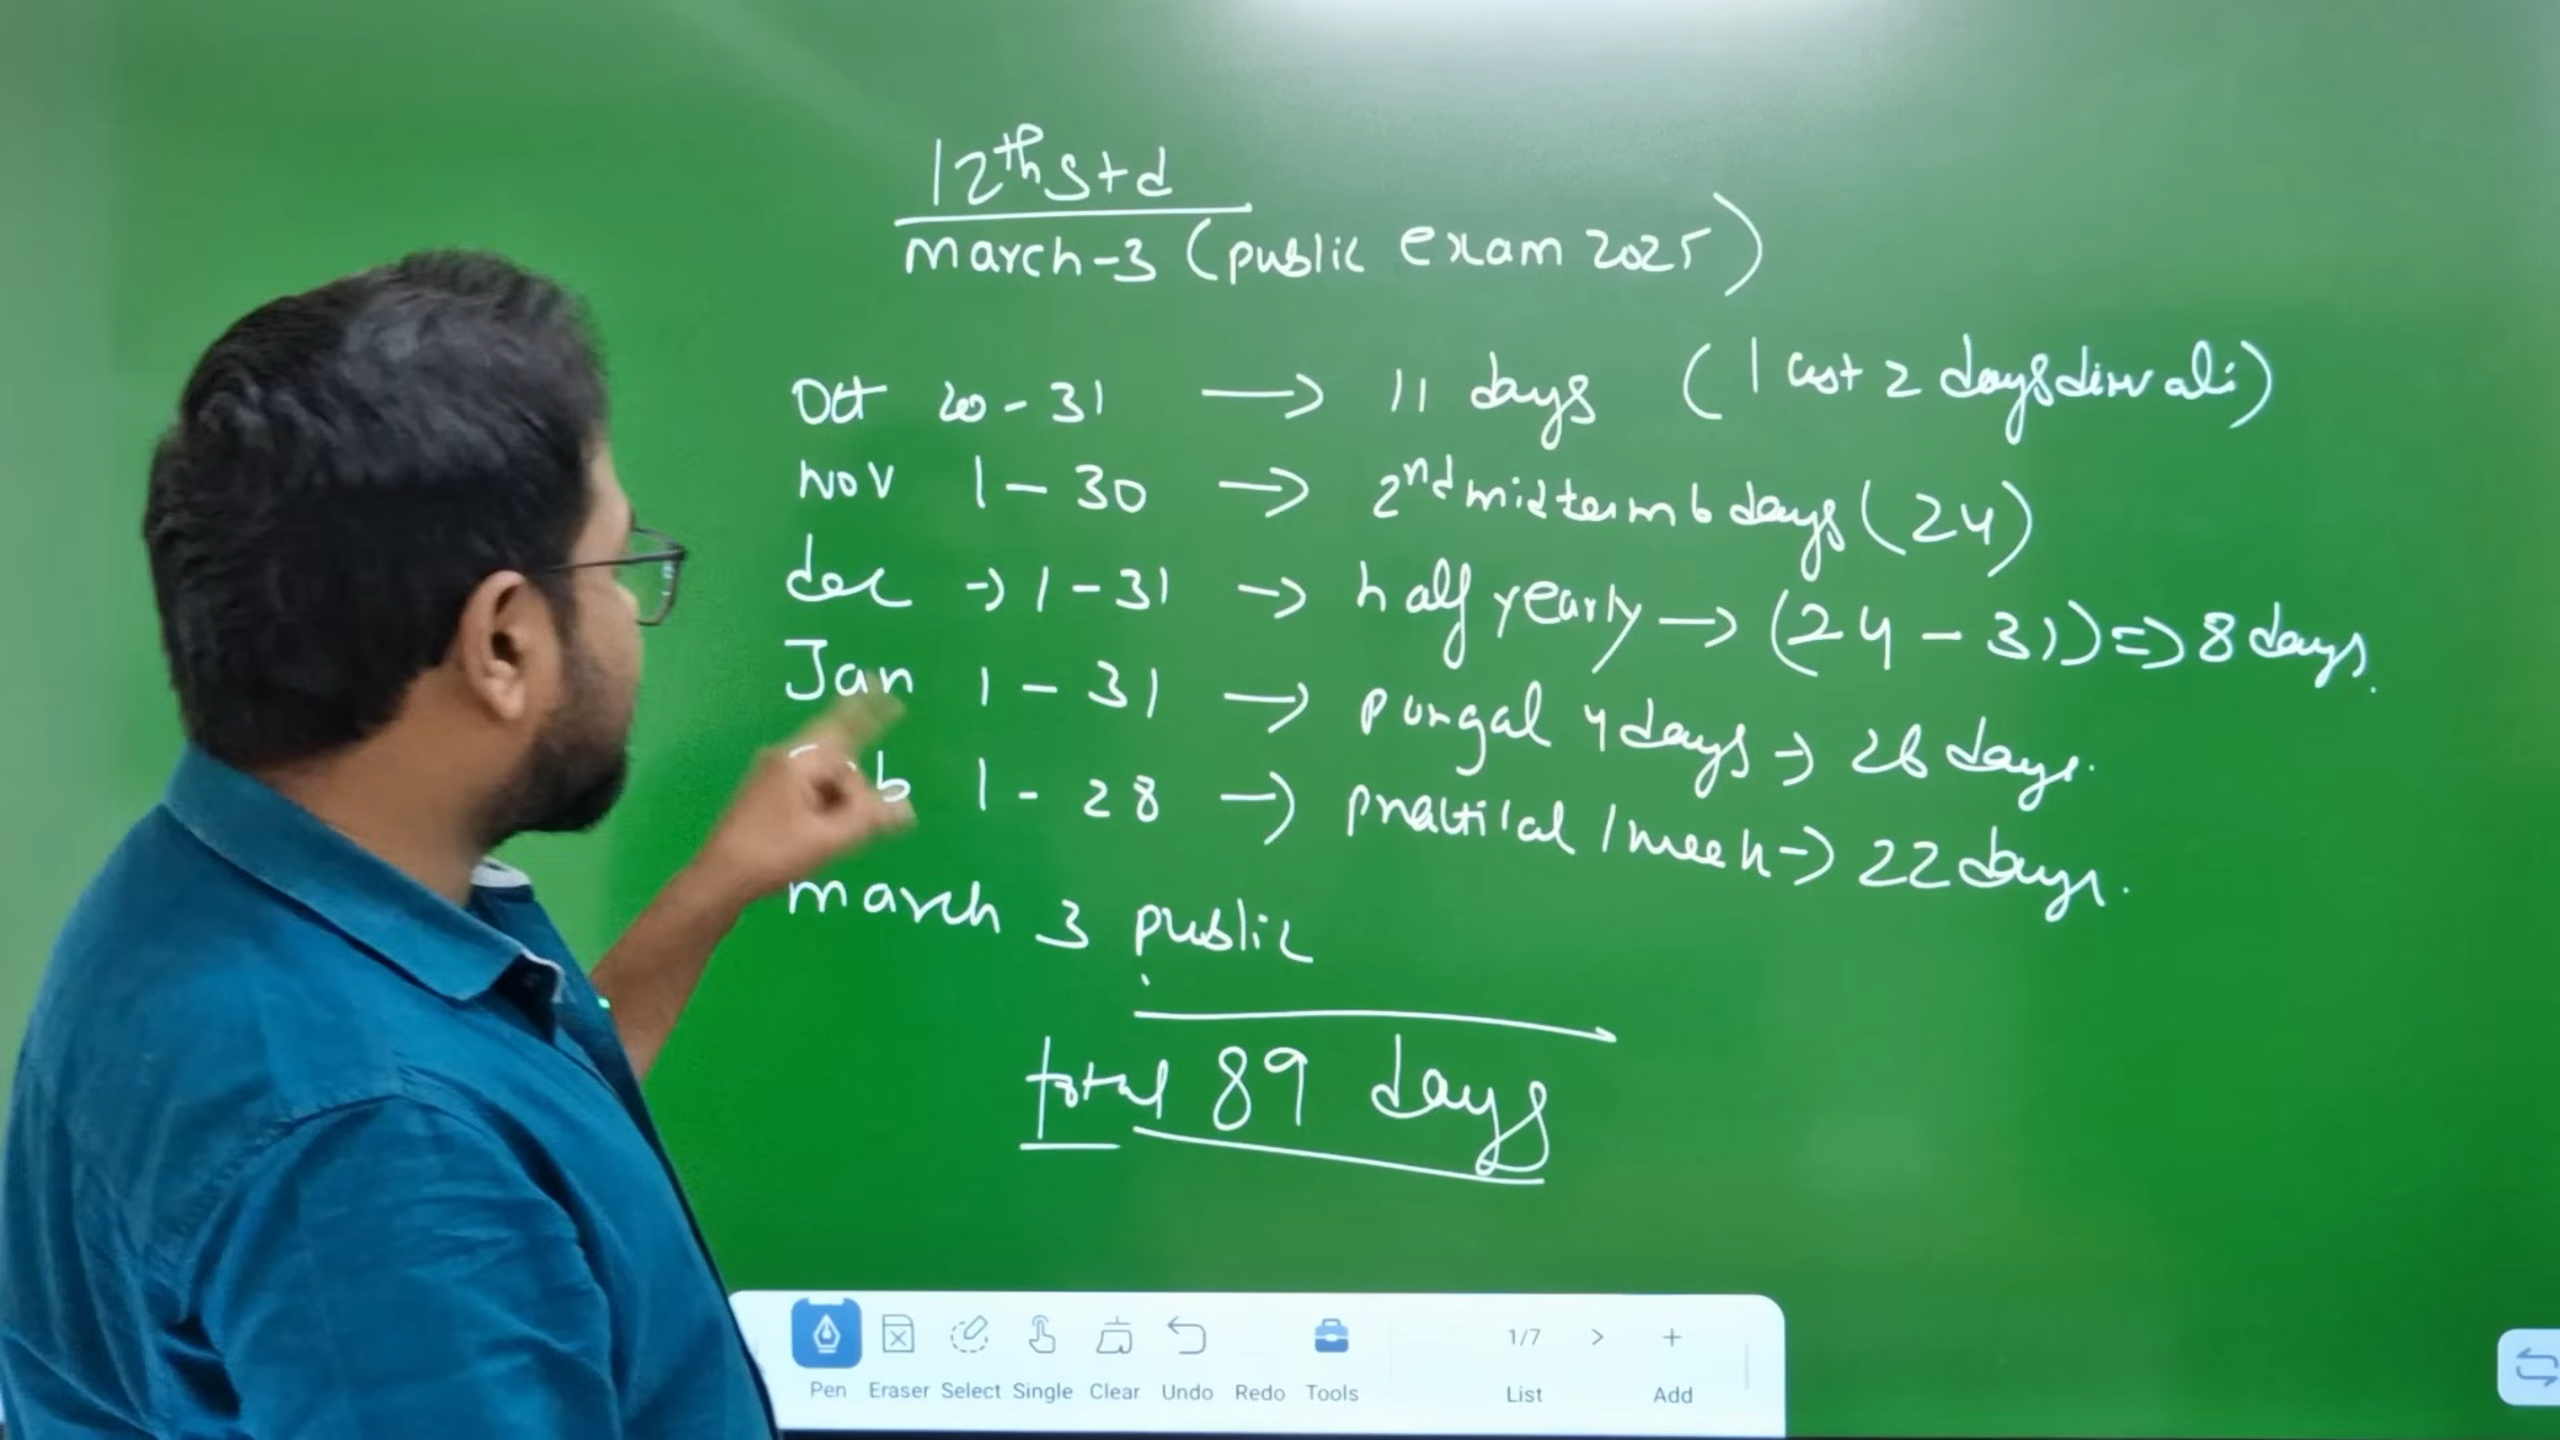 12th std
march-3 (public exam 2025)
Oct 20-31 → 11 days (last 2 days diwali)
Nov 1-30 → 2nd midterm 6 days (24)
dec → 1-31 → half yearly → (24-31) ⇒ 8 days.
Jan 1-31 → pongal 4 days → 26 days.
1-28 → practical 1 week → 22 days.
march 3 public
total 89 days
1/7
Pen Eraser Select Single Clear Undo Redo Tools List Add